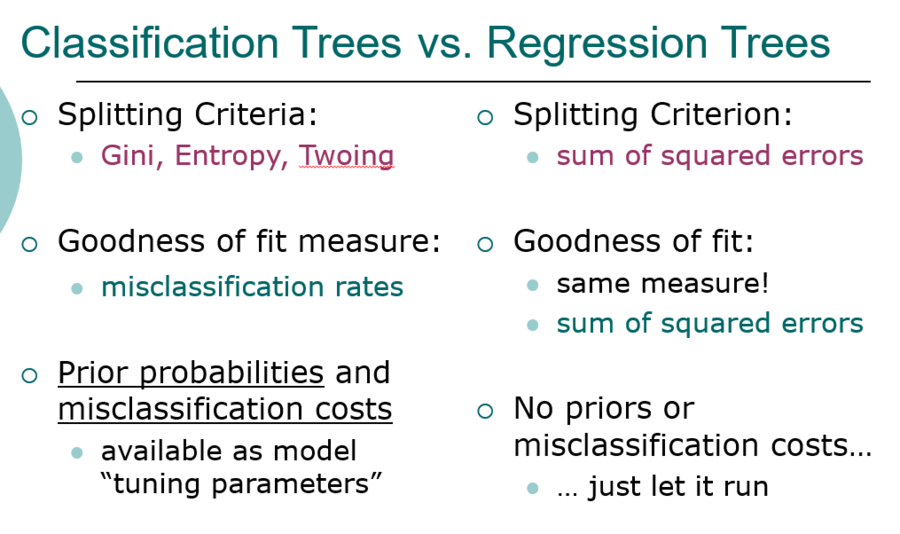 Classification Trees vs. Regression Trees
Splitting Criteria:
Gini, Entropy, Twoing
Goodness of fit measure:
misclassification rates
Prior probabilities and
misclassification costs
available as model
“tuning parameters”
Splitting Criterion:
sum of squared errors
Goodness of fit:
same measure!
sum of squared errors
No priors or
misclassification costs…
… just let it run